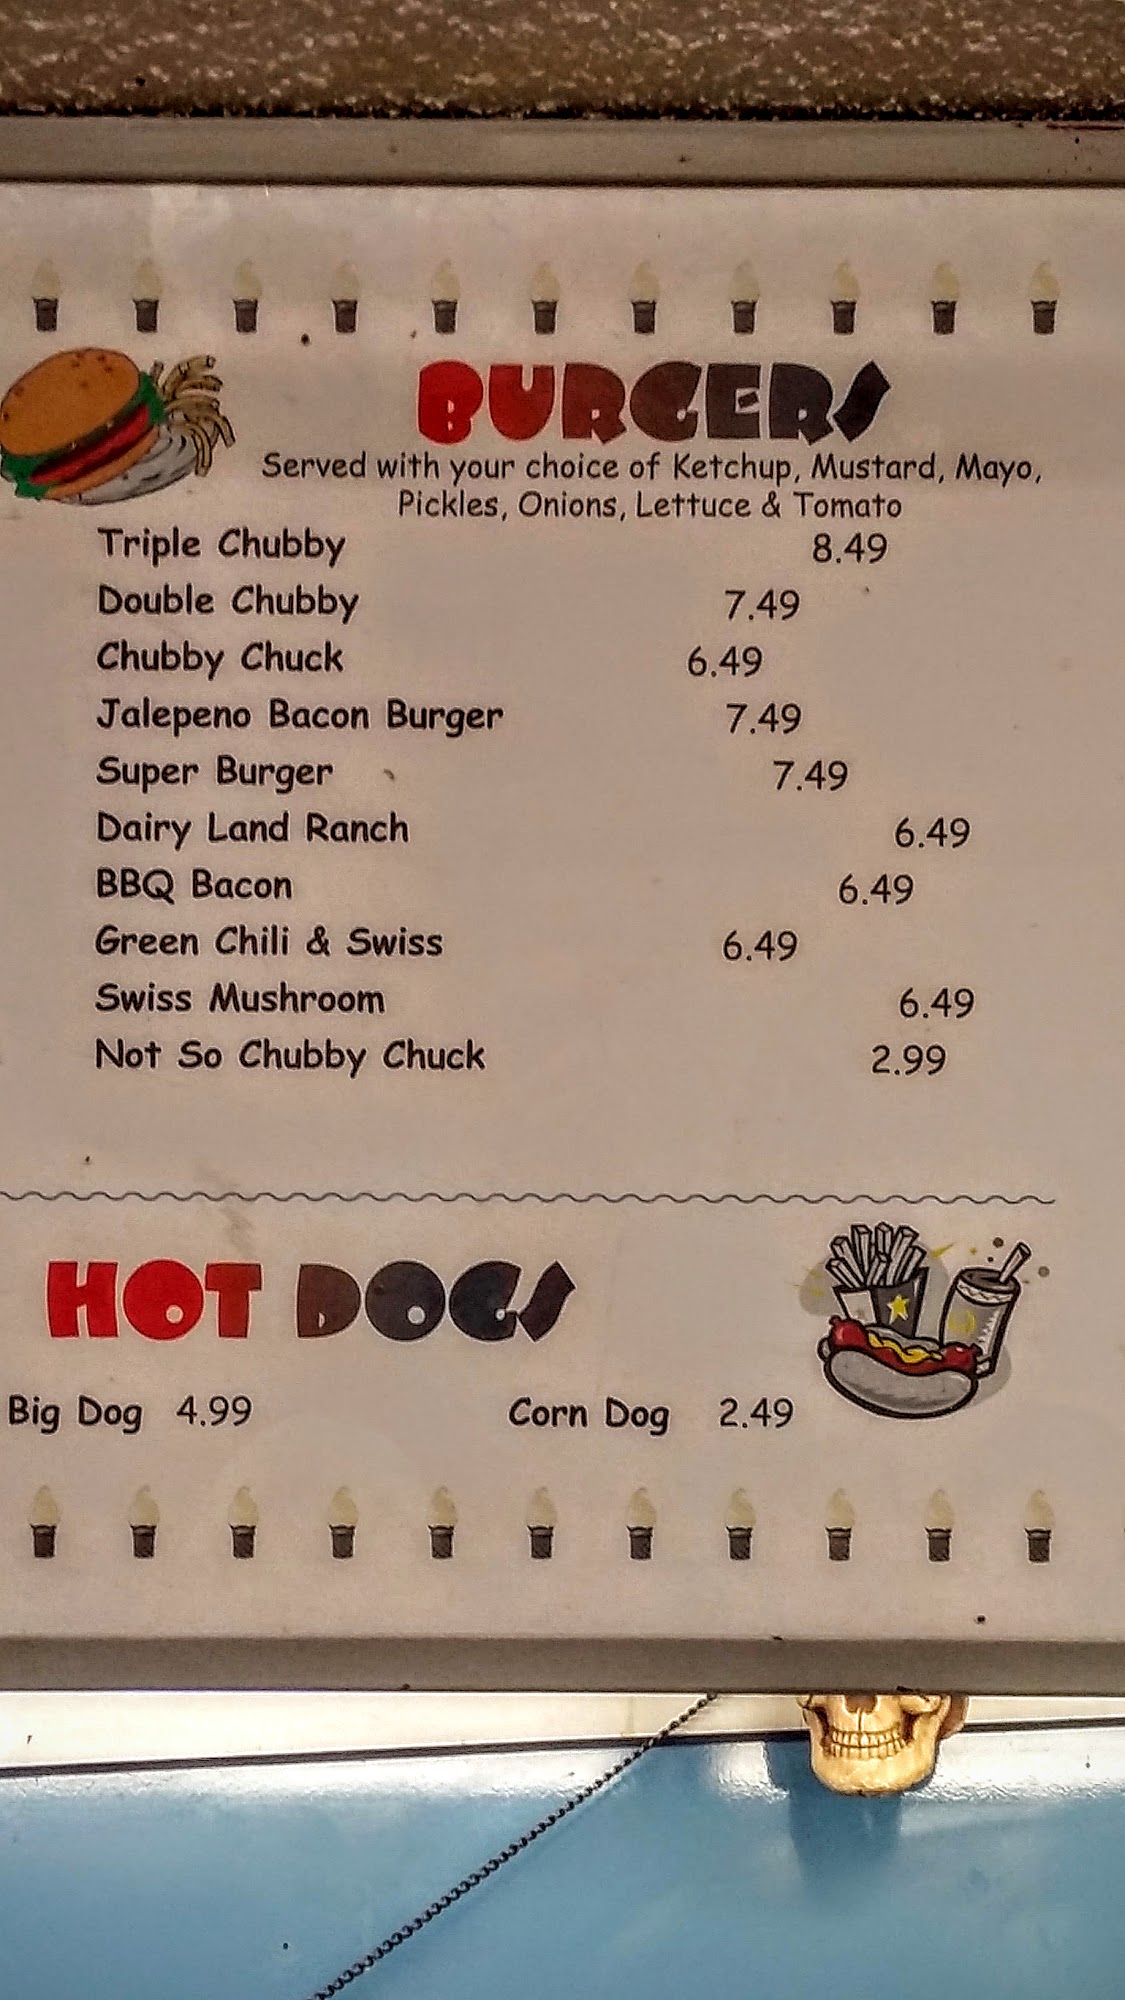 BURGERS
Served with your choice of Ketchup, Mustard, Mayo,
Pickles, Onions, Lettuce & Tomato
Triple Chubby 8.49
Double Chubby 7.49
Chubby Chuck 6.49
Jalepeno Bacon Burger 7.49
Super Burger 7.49
Dairy Land Ranch 6.49
BBQ Bacon 6.49
Green Chili & Swiss 6.49
Swiss Mushroom 6.49
Not So Chubby Chuck 2.99
HOT DOGS
Big Dog 4.99 Corn Dog 2.49